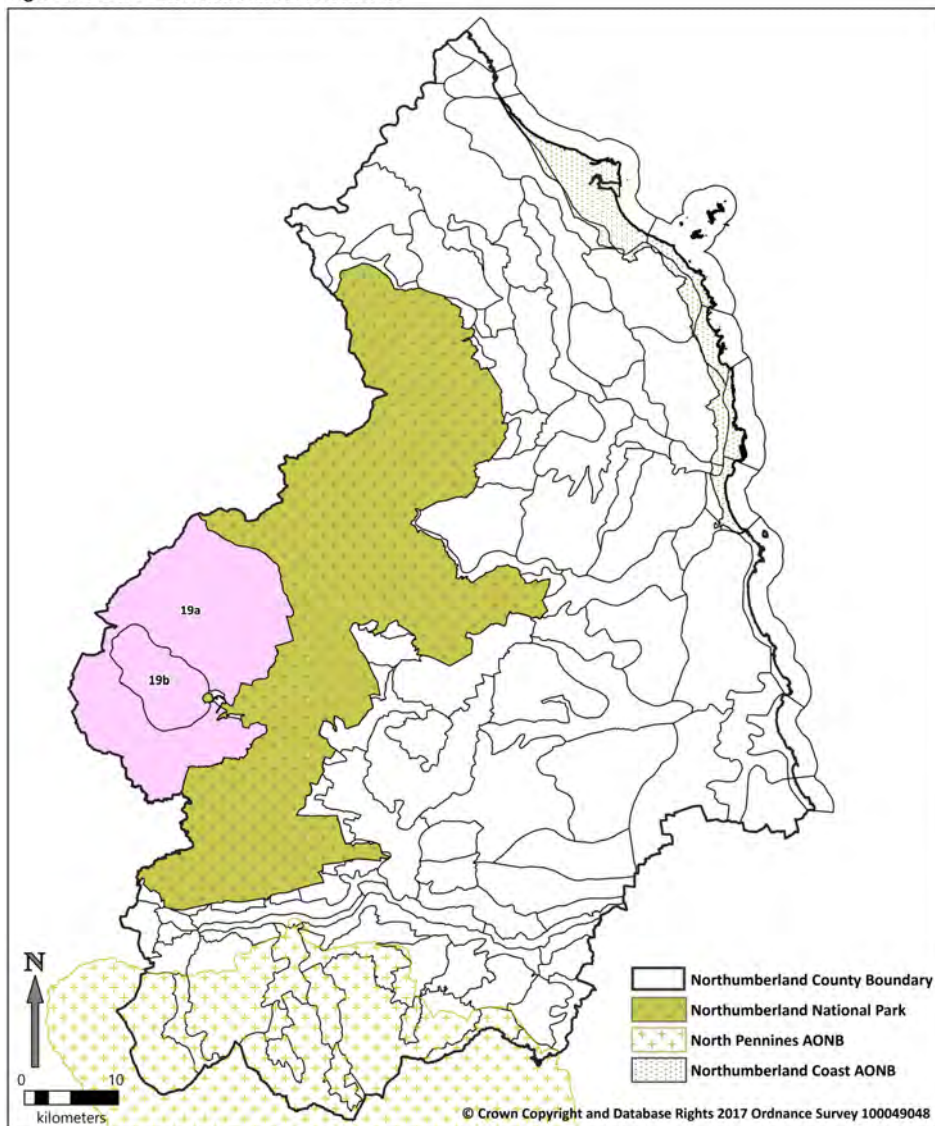 19a
19b
N
0 10
kilometers
Northumberland County Boundary
Northumberland National Park
North Pennines AONB
Northumberland Coast AONB
© Crown Copyright and Database Rights 2017 Ordnance Survey 100049048